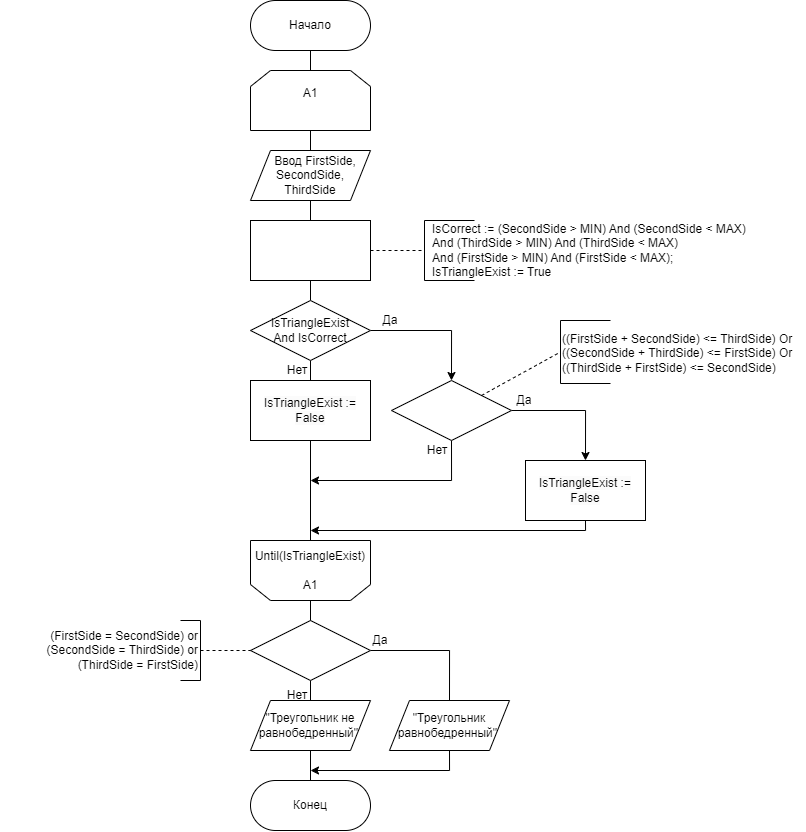 Начало
A1
Ввод FirstSide,
SecondSide,
ThirdSide
IsCorrect := (SecondSide > MIN) And (SecondSide < MAX)
And (ThirdSide > MIN) And (ThirdSide < MAX)
And (FirstSide > MIN) And (FirstSide < MAX);
IsTriangleExist := True
IsTriangleExist
And IsCorrect
Да
Нет
((FirstSide + SecondSide) <= ThirdSide) Or
((SecondSide + ThirdSide) <= FirstSide) Or
((ThirdSide + FirstSide) <= SecondSide)
IsTriangleExist :=
False
Да
Нет
IsTriangleExist :=
False
Until(IsTriangleExist)
A1
(FirstSide = SecondSide) or
(SecondSide = ThirdSide) or
(ThirdSide = FirstSide)
Да
Нет
"Треугольник не
равнобедренный"
"Треугольник
равнобедренный"
Конец